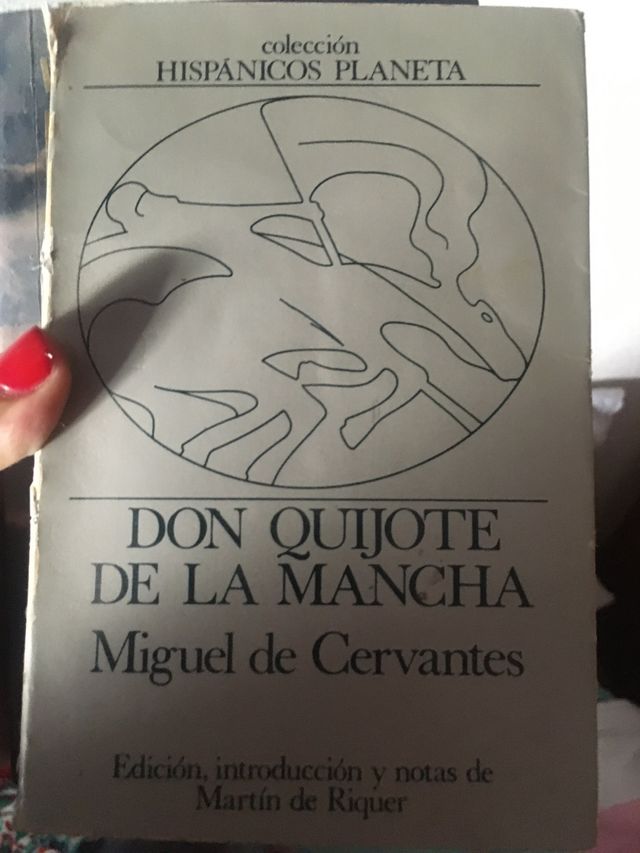 colección
HISPÁNICOS PLANETA
DON QUIJOTE
DE LA MANCHA
Miguel de Cervantes
Edición, introducción y notas de
Martín de Riquer